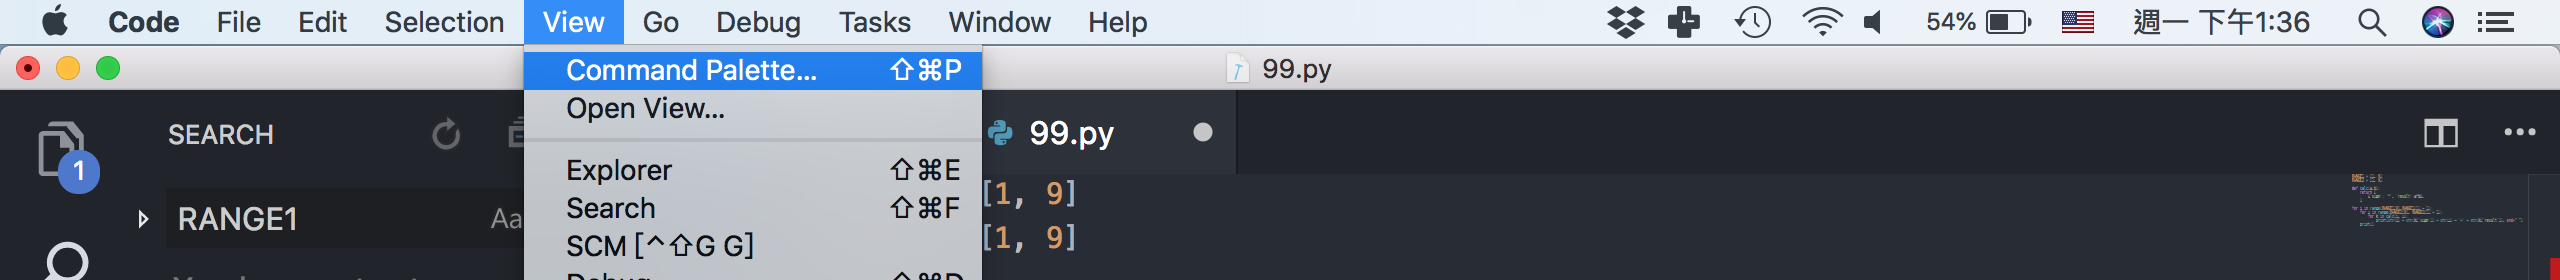 Code File Edit Selection View Go Debug Tasks Window Help 54% 週一 下午1:36
99.py
Command Palette... ⇧⌘P
Open View...
Explorer ⇧⌘E
Search ⇧⌘F
SCM [^⇧G G]
Debug ⇧⌘D
1
SEARCH
RANGE1 Aa
99.py
[1, 9]
[1, 9]